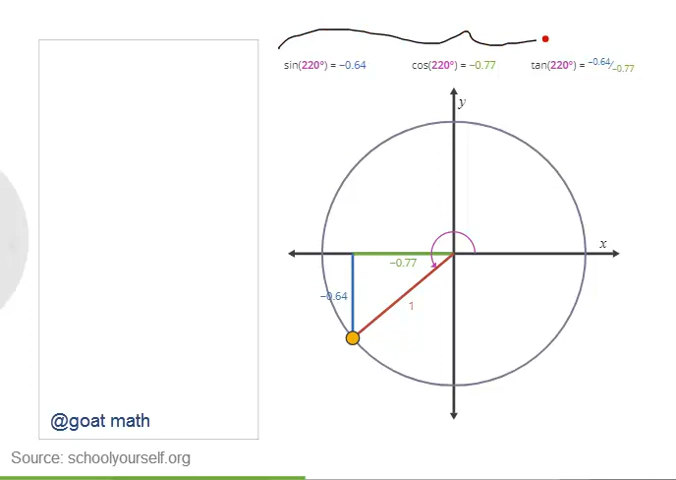 sin(220°) = −0.64 cos(220°) = −0.77 tan(220°) = −0.64/−0.77
y
x
−0.77
−0.64
1
@goat math
Source: schoolyourself.org